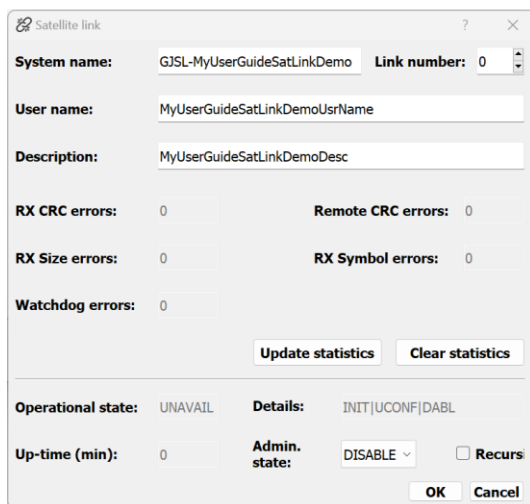 Satellite link ? ×
System name: GJSL-MyUserGuideSatLinkDemo Link number: 0
User name: MyUserGuideSatLinkDemoUsrName
Description: MyUserGuideSatLinkDemoDesc
RX CRC errors: 0 Remote CRC errors: 0
RX Size errors: 0 RX Symbol errors: 0
Watchdog errors: 0
Update statistics Clear statistics
Operational state: UNAVAIL Details: INIT|UCONF|DABL
Up-time (min): 0 Admin. state: DISABLE Recursi
OK Cancel